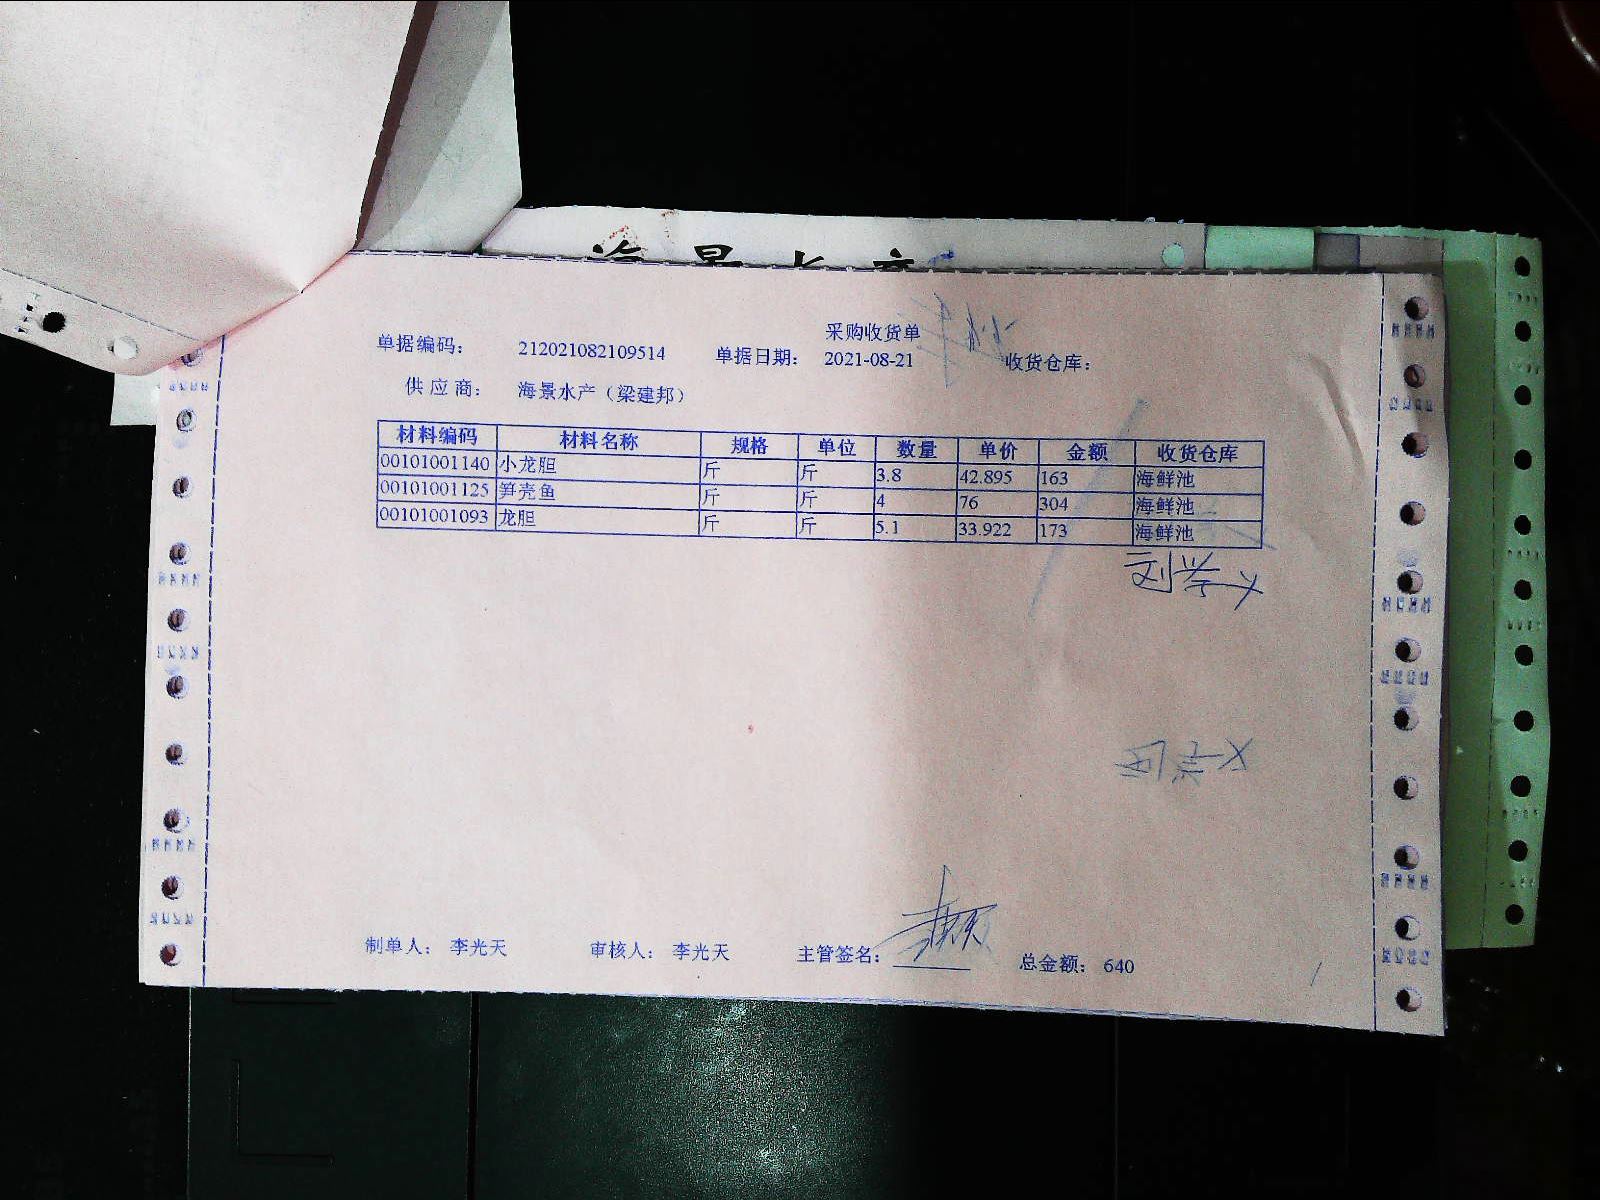 采购收货单
单据编码： 212021082109514 单据日期： 2021-08-21 收货仓库：
供应商： 海景水产（梁建邦）
材料编码 材料名称 规格 单位 数量 单价 金额 收货仓库
00101001140 小龙胆 斤 斤 3.8 42.895 163 海鲜池
00101001125 笋壳鱼 斤 斤 4 76 304 海鲜池
00101001093 龙胆 斤 斤 5.1 33.922 173 海鲜池
制单人： 李光天 审核人： 李光天 主管签名： 总金额： 640